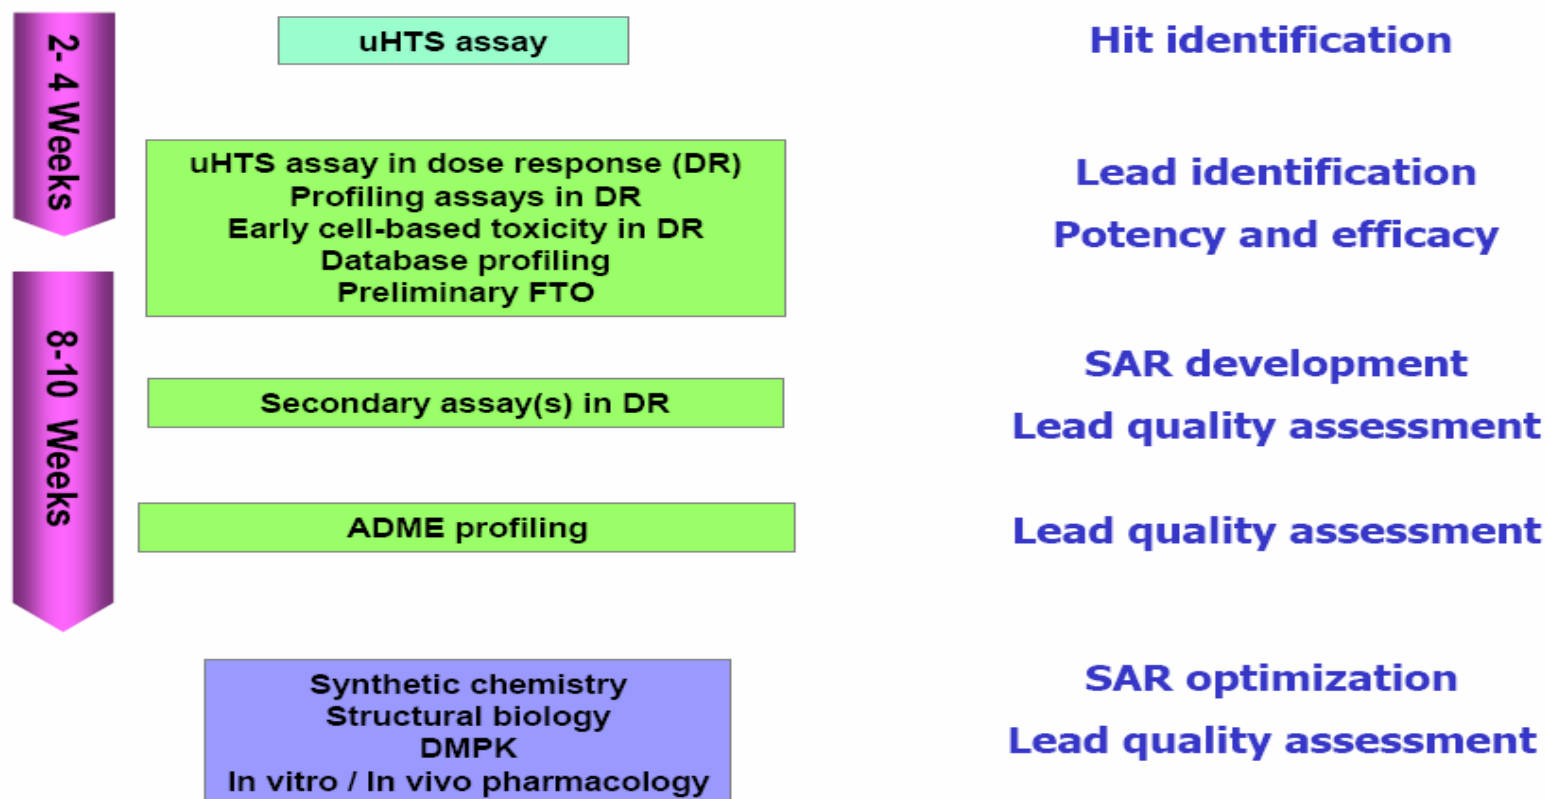 2- 4 Weeks
uHTS assay
Hit identification
uHTS assay in dose response (DR)
Profiling assays in DR
Early cell-based toxicity in DR
Database profiling
Preliminary FTO
Lead identification
Potency and efficacy
8-10 Weeks
Secondary assay(s) in DR
SAR development
Lead quality assessment
ADME profiling
Lead quality assessment
Synthetic chemistry
Structural biology
DMPK
In vitro / In vivo pharmacology
SAR optimization
Lead quality assessment